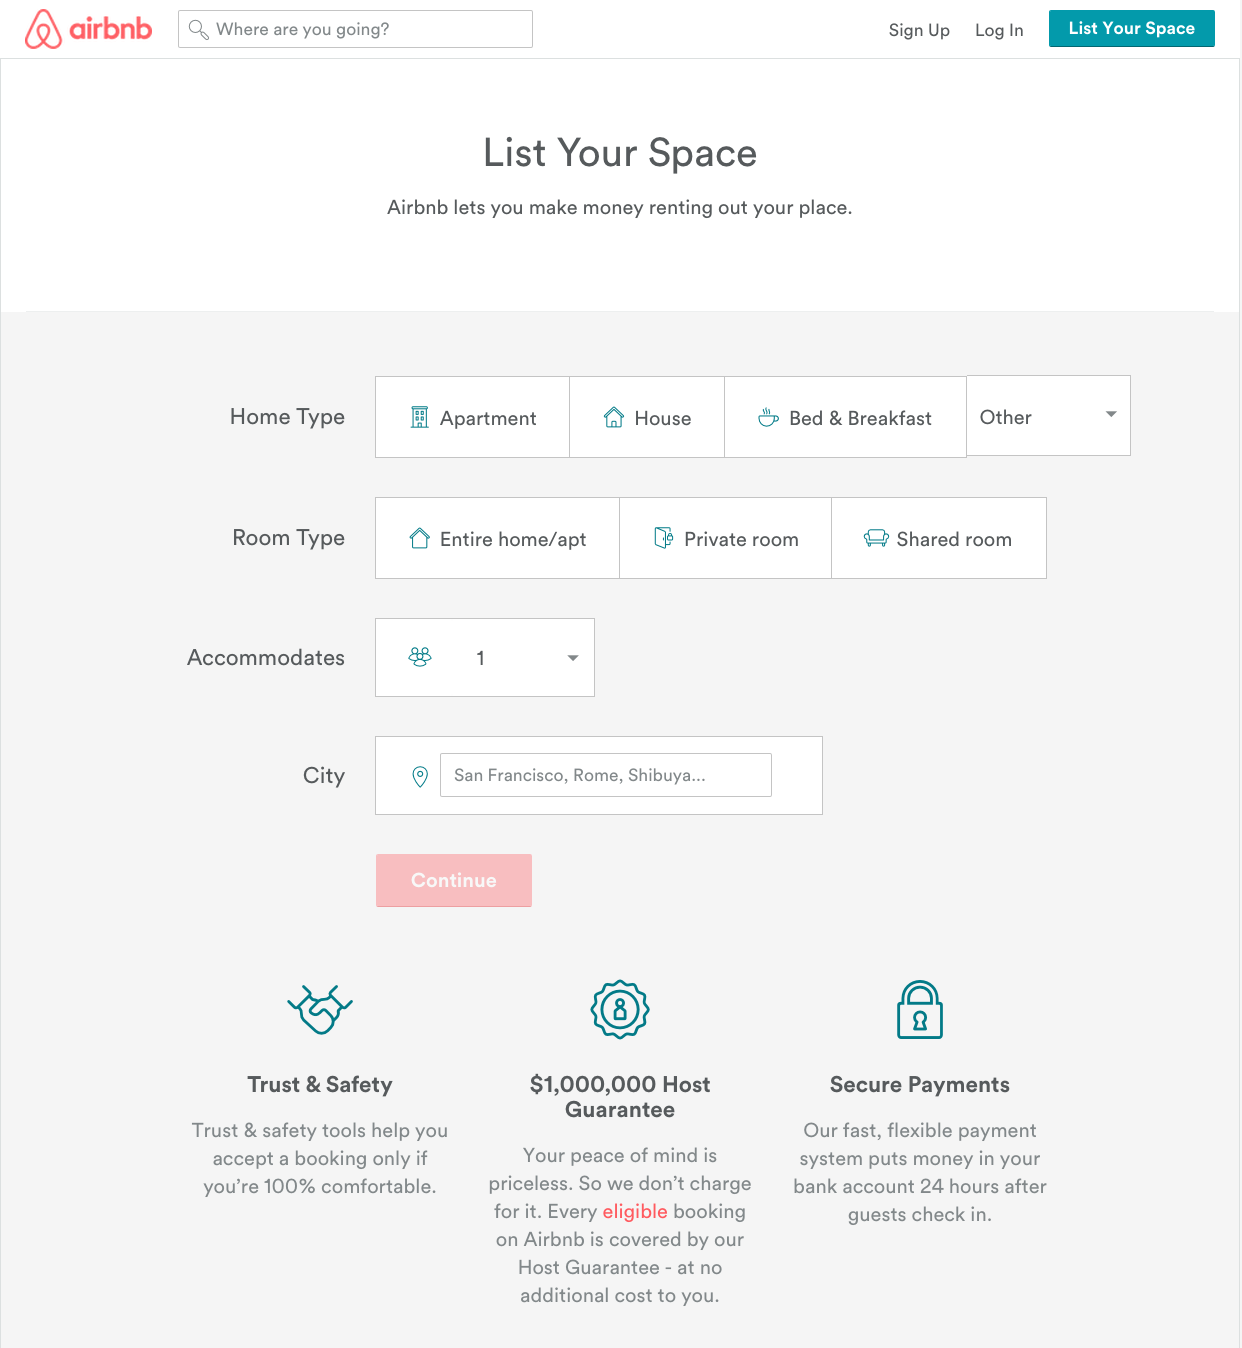 airbnb
Where are you going?
Sign Up
Log In
List Your Space
List Your Space
Airbnb lets you make money renting out your place.
Home Type
Apartment
House
Bed & Breakfast
Other
Room Type
Entire home/apt
Private room
Shared room
Accommodates
1
City
San Francisco, Rome, Shibuya...
Continue
Trust & Safety
Trust & safety tools help you
accept a booking only if
you’re 100% comfortable.
$1,000,000 Host
Guarantee
Your peace of mind is
priceless. So we don’t charge
for it. Every eligible booking
on Airbnb is covered by our
Host Guarantee - at no
additional cost to you.
Secure Payments
Our fast, flexible payment
system puts money in your
bank account 24 hours after
guests check in.